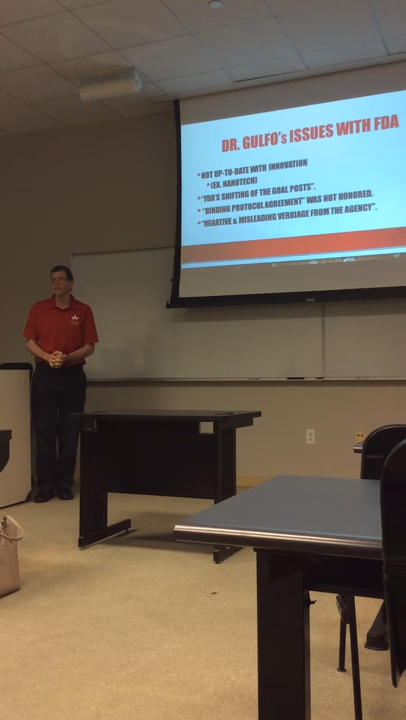 DR. GULFO's ISSUES WITH FDA
*NOT UP-TO-DATE WITH INNOVATION
*(EX. NANOTECH)
*"FDA'S SHIFTING OF THE GOAL POSTS".
*"BINDING PROTOCOL AGREEMENT" WAS NOT HONORED.
*"NEGATIVE & MISLEADING VERBIAGE FROM THE AGENCY".